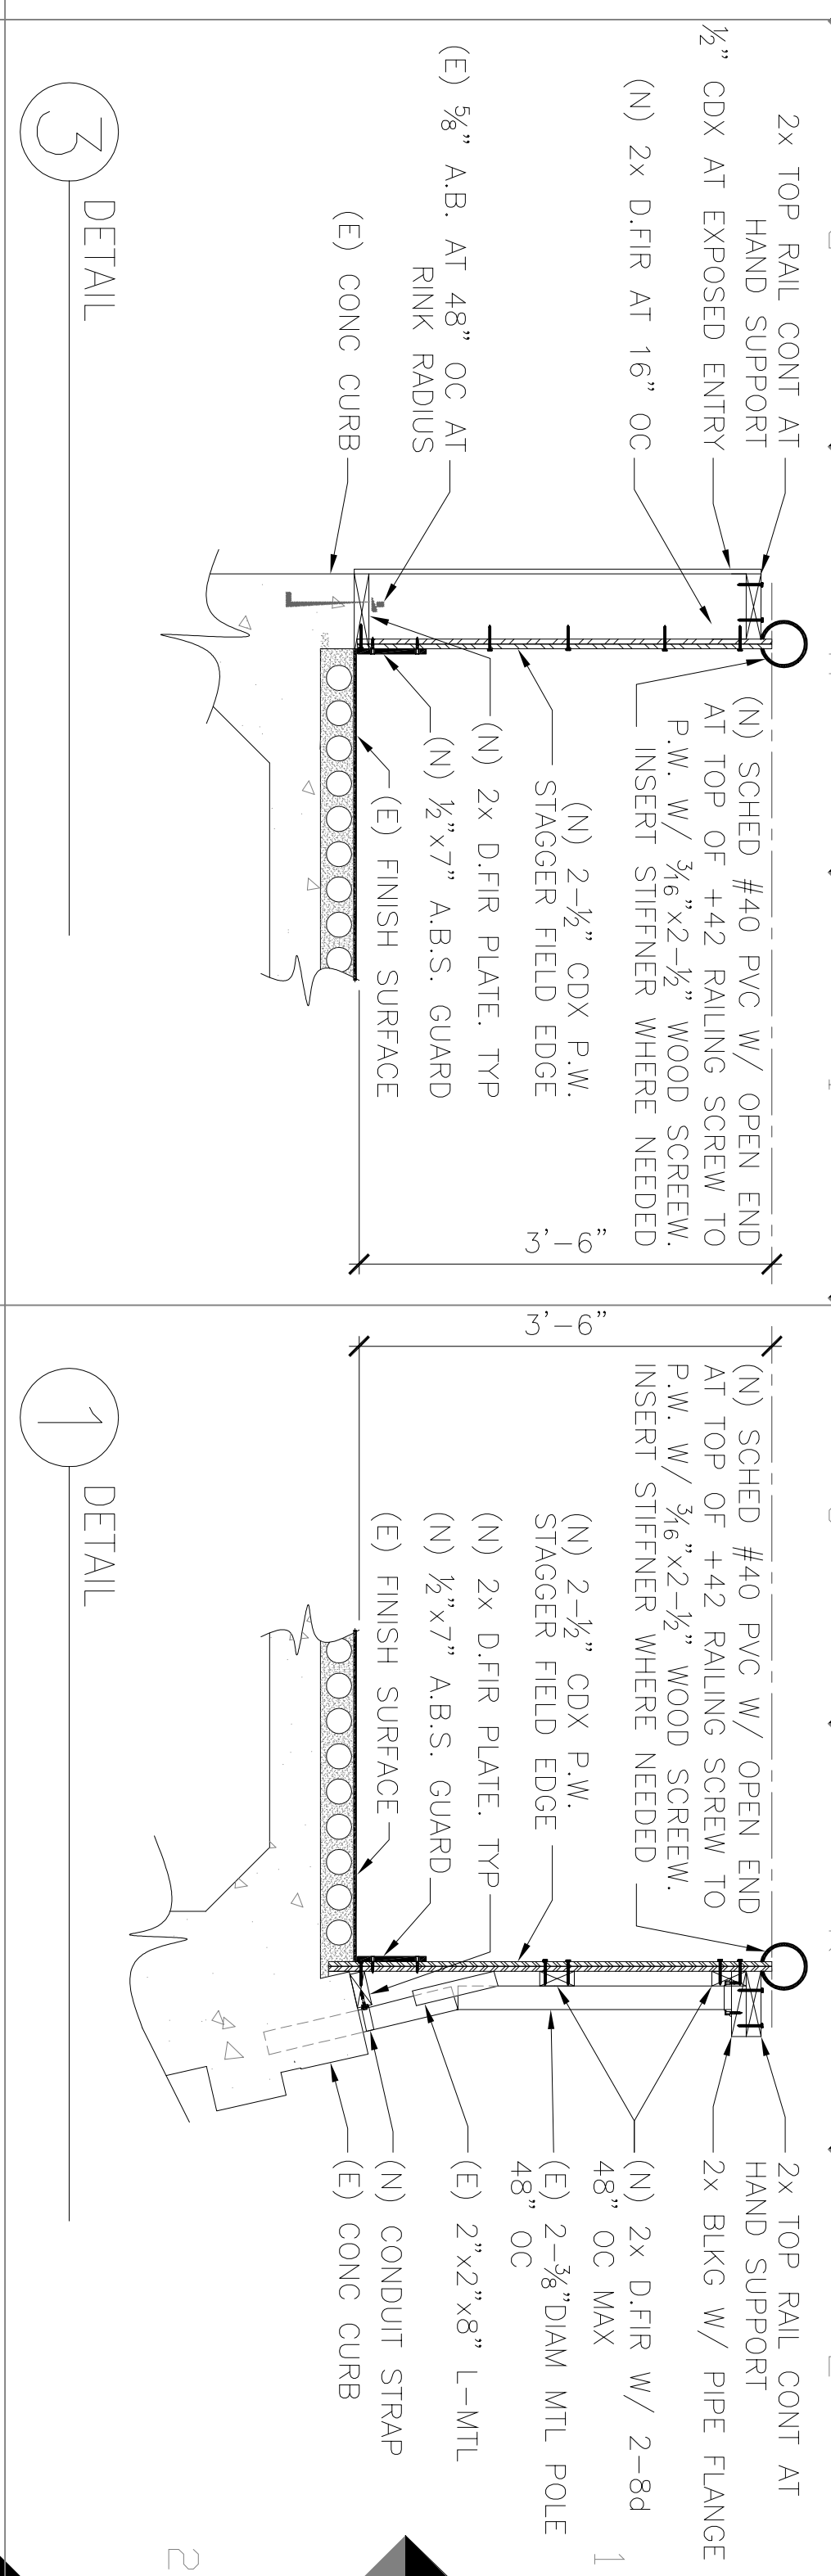 2x TOP RAIL CONT AT
HAND SUPPORT
½" CDX AT EXPOSED ENTRY
(N) 2x D.FIR AT 16" OC
(E) ⅝" A.B. AT 48" OC AT
RINK RADIUS
(E) CONC CURB
(N) SCHED #40 PVC W/ OPEN END
AT TOP OF +42 RAILING SCREW TO
P.W. W/ 3⁄16"x2-½" WOOD SCREEW.
INSERT STIFFNER WHERE NEEDED
(N) 2-½" CDX P.W.
STAGGER FIELD EDGE
(N) 2x D.FIR PLATE. TYP
(N) ½"x7" A.B.S. GUARD
(E) FINISH SURFACE
3'-6"
3
DETAIL
3'-6"
(N) SCHED #40 PVC W/ OPEN END
AT TOP OF +42 RAILING SCREW TO
P.W. W/ 3⁄16"x2-½" WOOD SCREEW.
INSERT STIFFNER WHERE NEEDED
(N) 2-½" CDX P.W.
STAGGER FIELD EDGE
(N) 2x D.FIR PLATE. TYP
(N) ½"x7" A.B.S. GUARD
(E) FINISH SURFACE
2x TOP RAIL CONT AT
HAND SUPPORT
2x BLKG W/ PIPE FLANGE
(N) 2x D.FIR W/ 2-8d
48" OC MAX
(E) 2-⅜"DIAM MTL POLE
48" OC
(E) 2"x2"x8" L-MTL
(N) CONDUIT STRAP
(E) CONC CURB
1
DETAIL
1
2